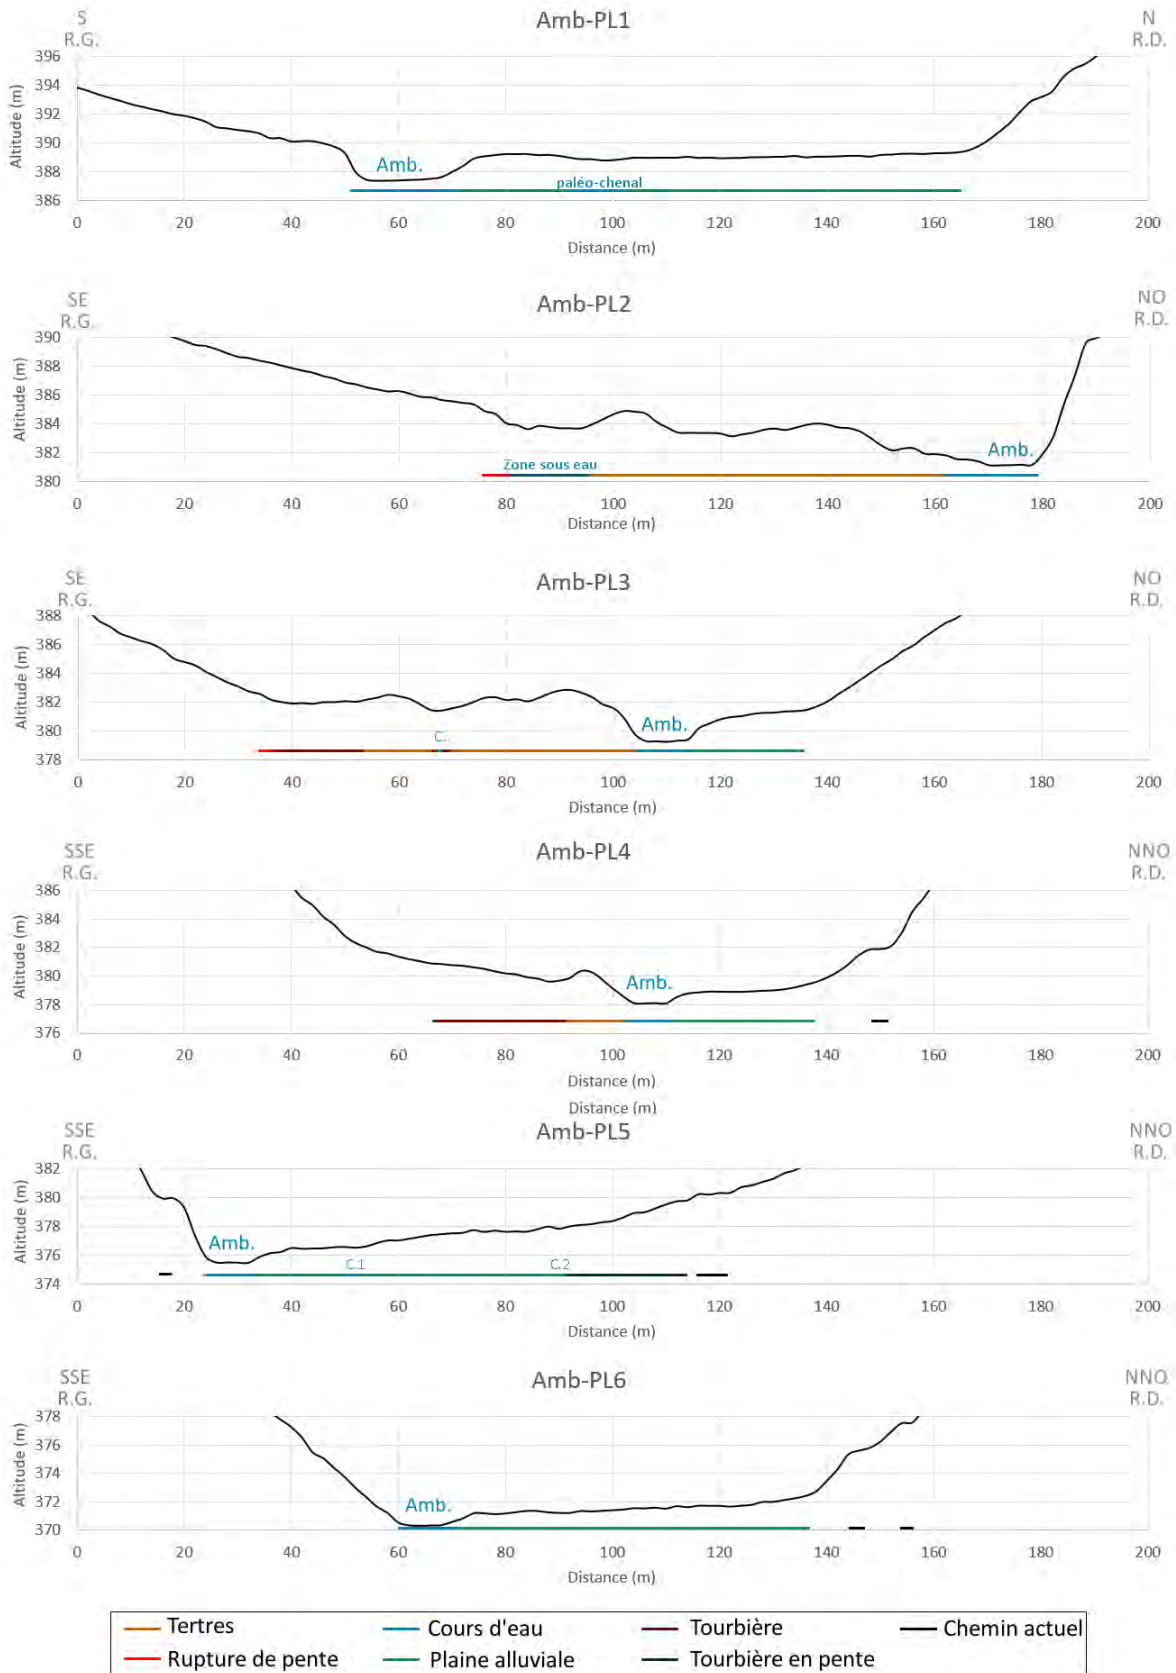 S
R.G.
Amb-PL1
N
R.D.
Altitude (m)
396
394
392
390
388
386
Amb.
paléo-chenal
0 20 40 60 80 100 120 140 160 180 200
Distance (m)
SE
R.G.
Amb-PL2
NO
R.D.
Altitude (m)
390
388
386
384
382
380
Zone sous eau
Amb.
0 20 40 60 80 100 120 140 160 180 200
Distance (m)
SE
R.G.
Amb-PL3
NO
R.D.
Altitude (m)
388
386
384
382
380
378
C.
Amb.
0 20 40 60 80 100 120 140 160 180 200
Distance (m)
SSE
R.G.
Amb-PL4
NNO
R.D.
Altitude (m)
386
384
382
380
378
376
Amb.
0 20 40 60 80 100 120 140 160 180 200
Distance (m)
Distance (m)
SSE
R.G.
Amb-PL5
NNO
R.D.
Altitude (m)
382
380
378
376
374
Amb.
C.1
C.2
0 20 40 60 80 100 120 140 160 180 200
Distance (m)
SSE
R.G.
Amb-PL6
NNO
R.D.
Altitude (m)
378
376
374
372
370
Amb.
0 20 40 60 80 100 120 140 160 180 200
Distance (m)
Tertres Cours d'eau Tourbière Chemin actuel
Rupture de pente Plaine alluviale Tourbière en pente